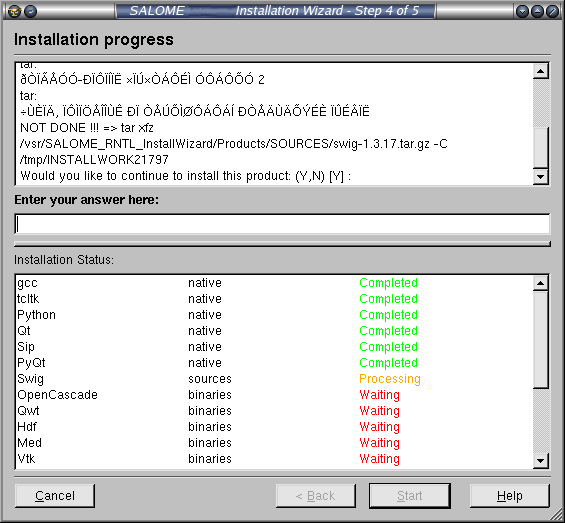 SALOME Installation Wizard - Step 4 of 5
Installation progress
tar:
ðÒÏÃÅÓÓ-ÐÏÔÏÍÏË ×ÏÚ×ÒÁÔÉÌ ÓÔÁÔÕÓ 2
tar:
÷ÙÈÏÄ, ÏÔÌÏÖÅÎÎÙÊ ÐÏ ÒÅÚÕÌØÔÁÔÁÍ ÐÒÅÄÙÄÕÝÉÈ ÏÛÉÂÏË
NOT DONE !!! => tar xfz
/vsr/SALOME_RNTL_InstallWizard/Products/SOURCES/swig-1.3.17.tar.gz -C
/tmp/INSTALLWORK21797
Would you like to continue to install this product: (Y,N) [Y] :
Enter your answer here:
Installation Status:
gcc native Completed
tcltk native Completed
Python native Completed
Qt native Completed
Sip native Completed
PyQt native Completed
Swig sources Processing
OpenCascade binaries Waiting
Qwt binaries Waiting
Hdf binaries Waiting
Med binaries Waiting
Vtk binaries Waiting
Cancel < Back Start Help